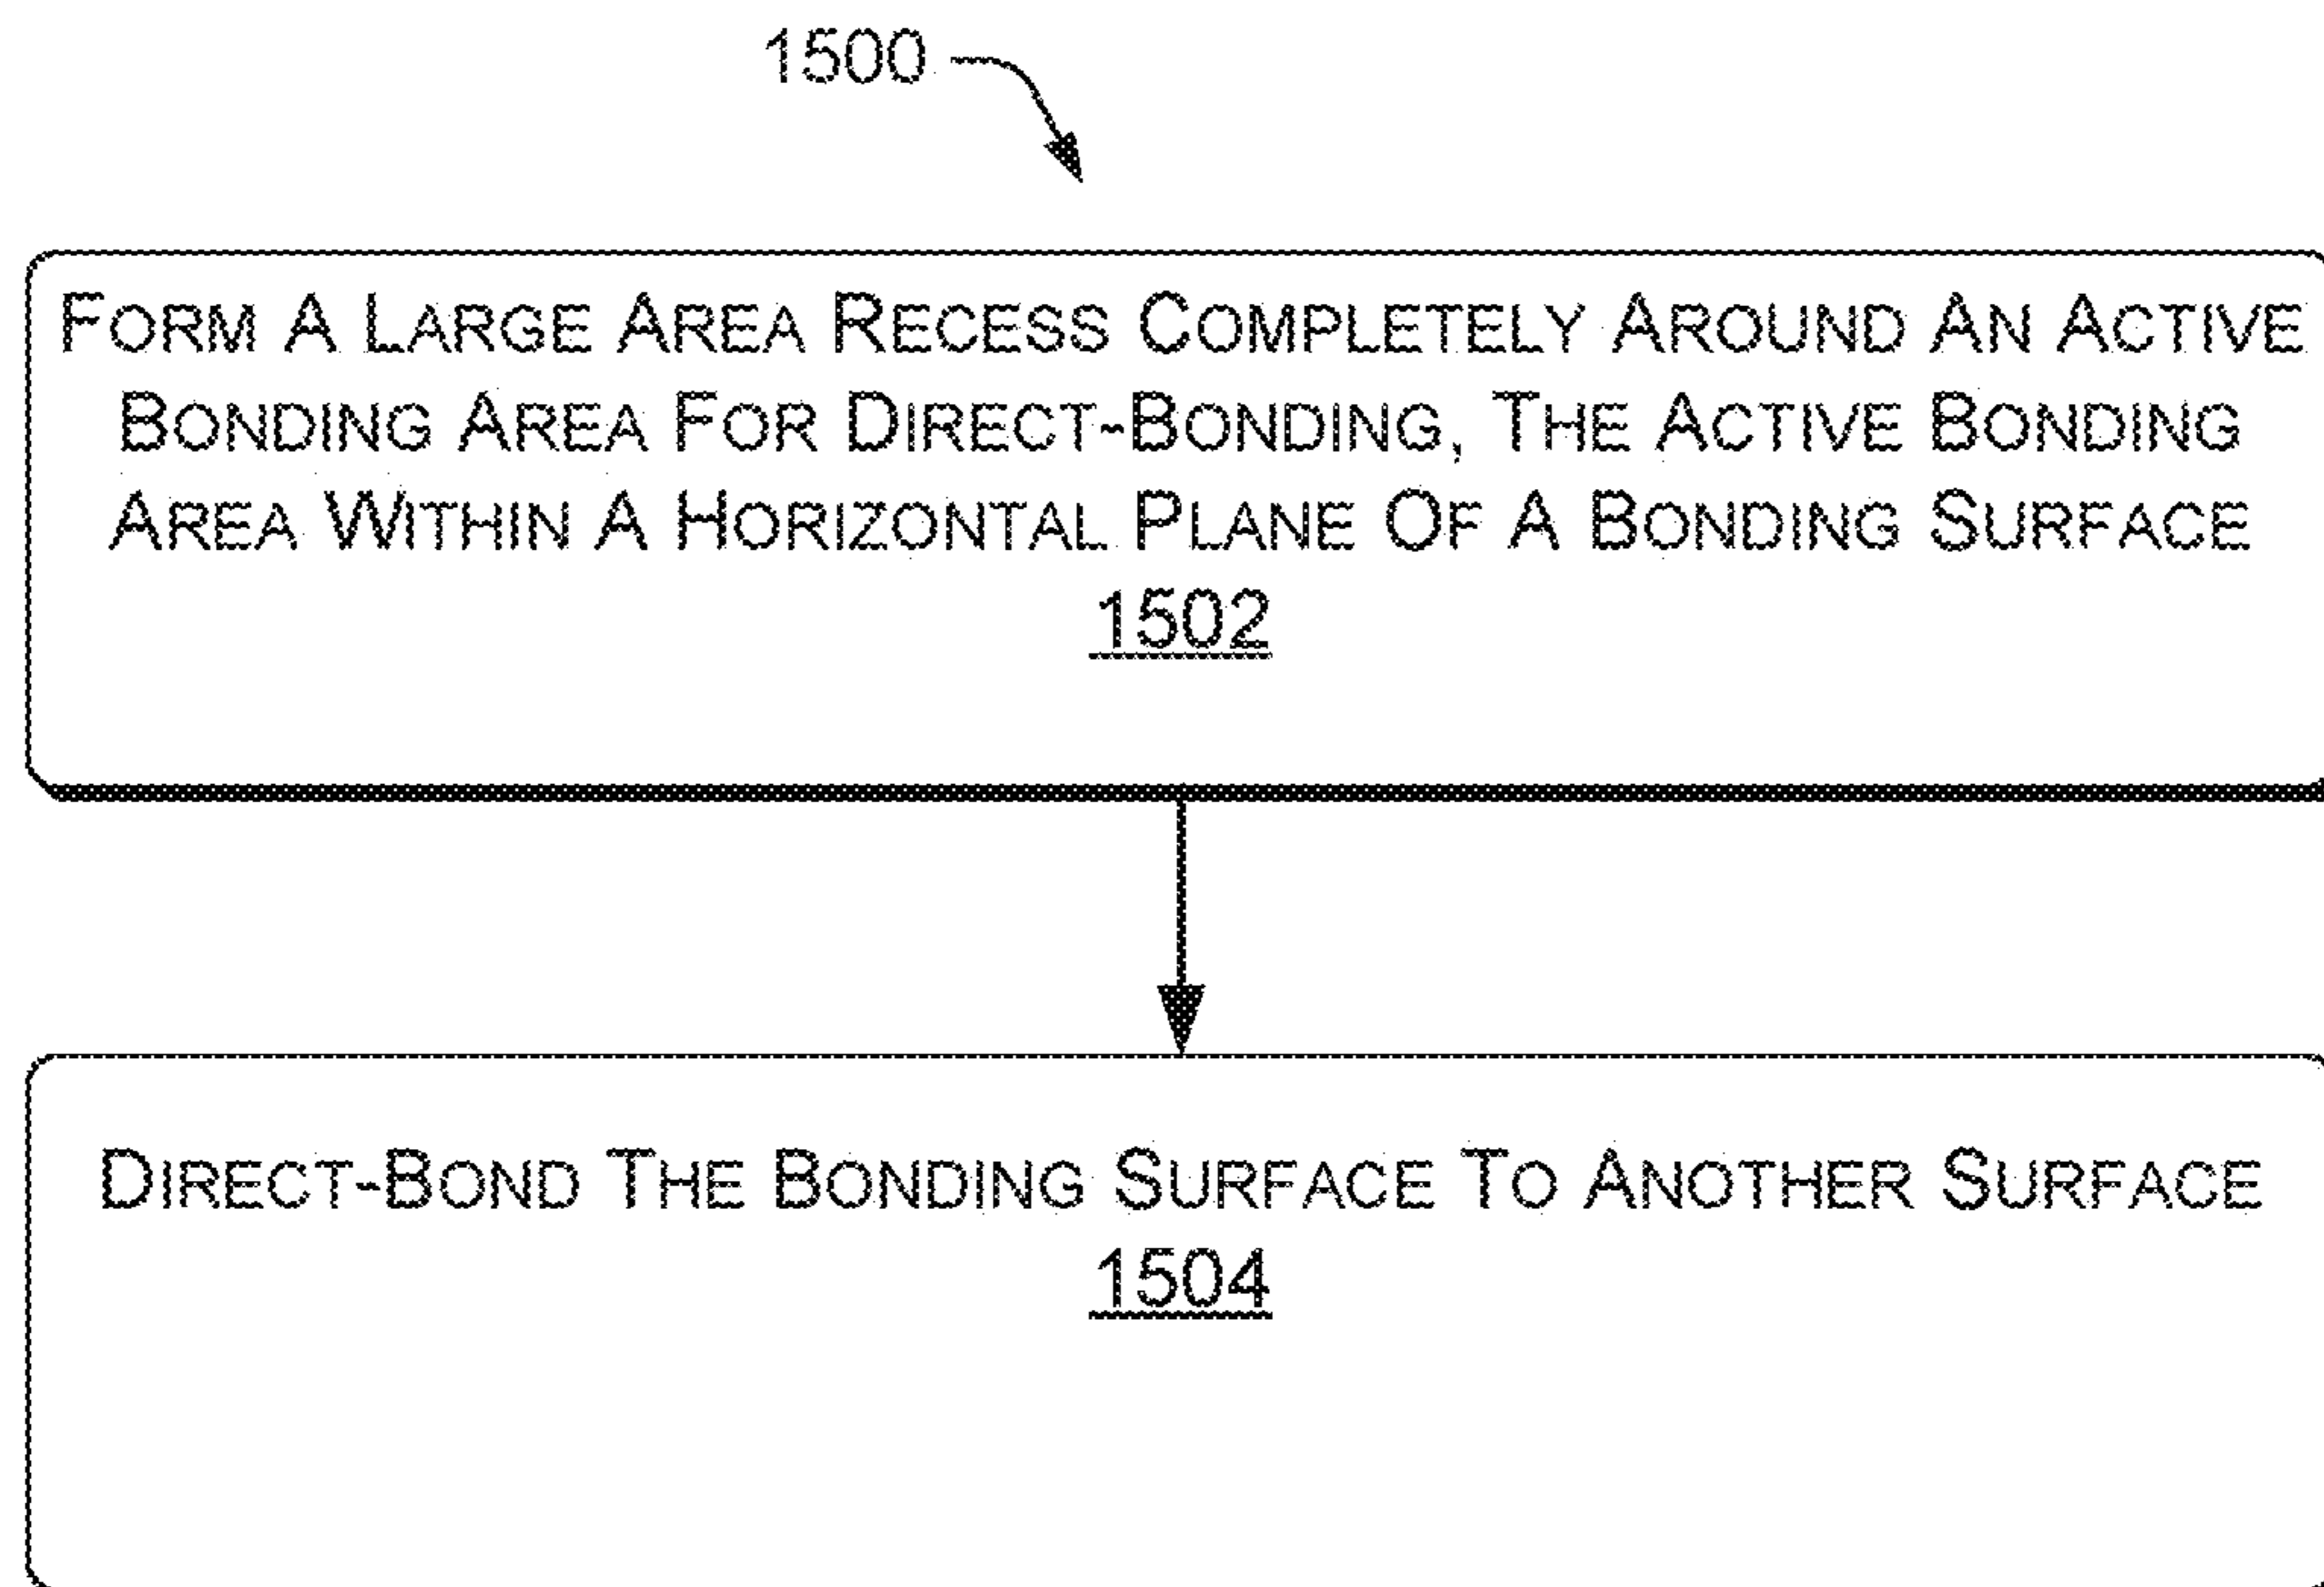 1500
FORM A LARGE AREA RECESS COMPLETELY AROUND AN ACTIVE
BONDING AREA FOR DIRECT-BONDING, THE ACTIVE BONDING
AREA WITHIN A HORIZONTAL PLANE OF A BONDING SURFACE
1502
DIRECT-BOND THE BONDING SURFACE TO ANOTHER SURFACE
1504